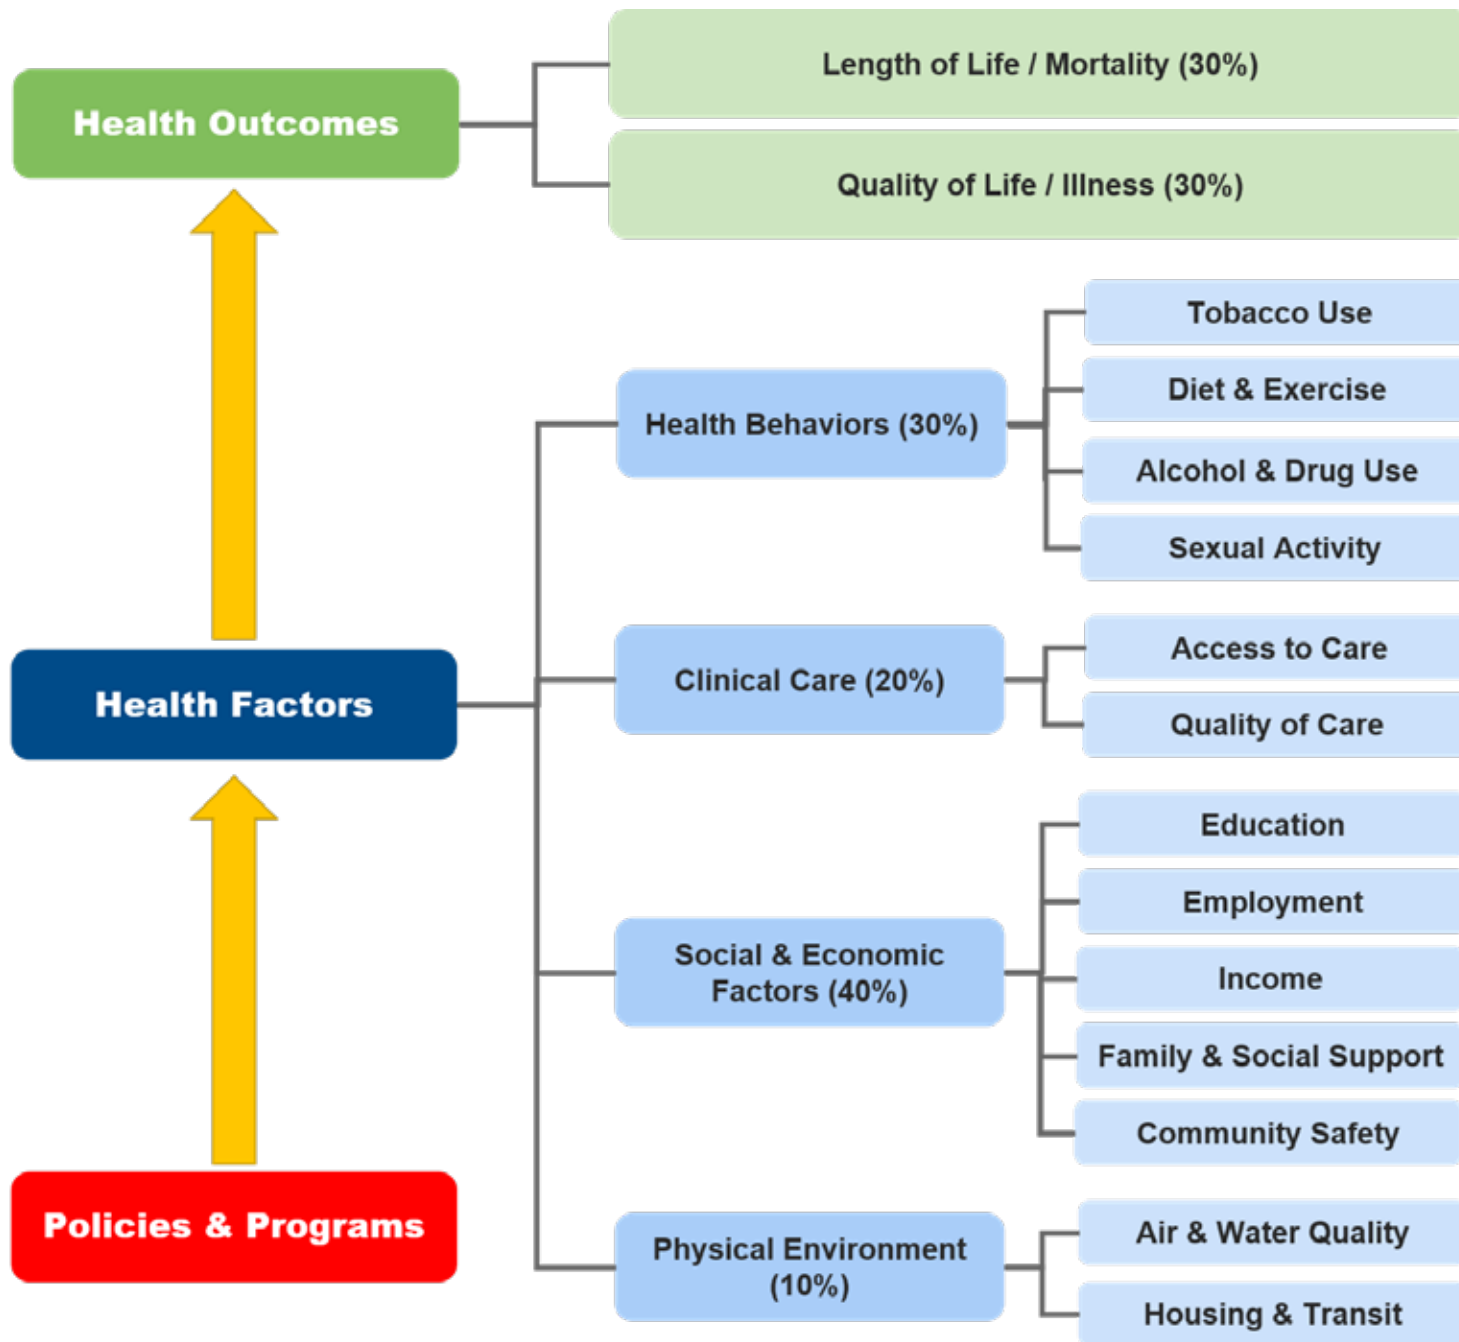 Health Outcomes
Length of Life / Mortality (30%)
Quality of Life / Illness (30%)
Health Factors
Health Behaviors (30%)
Tobacco Use
Diet & Exercise
Alcohol & Drug Use
Sexual Activity
Clinical Care (20%)
Access to Care
Quality of Care
Social & Economic
Factors (40%)
Education
Employment
Income
Family & Social Support
Community Safety
Physical Environment
(10%)
Air & Water Quality
Housing & Transit
Policies & Programs